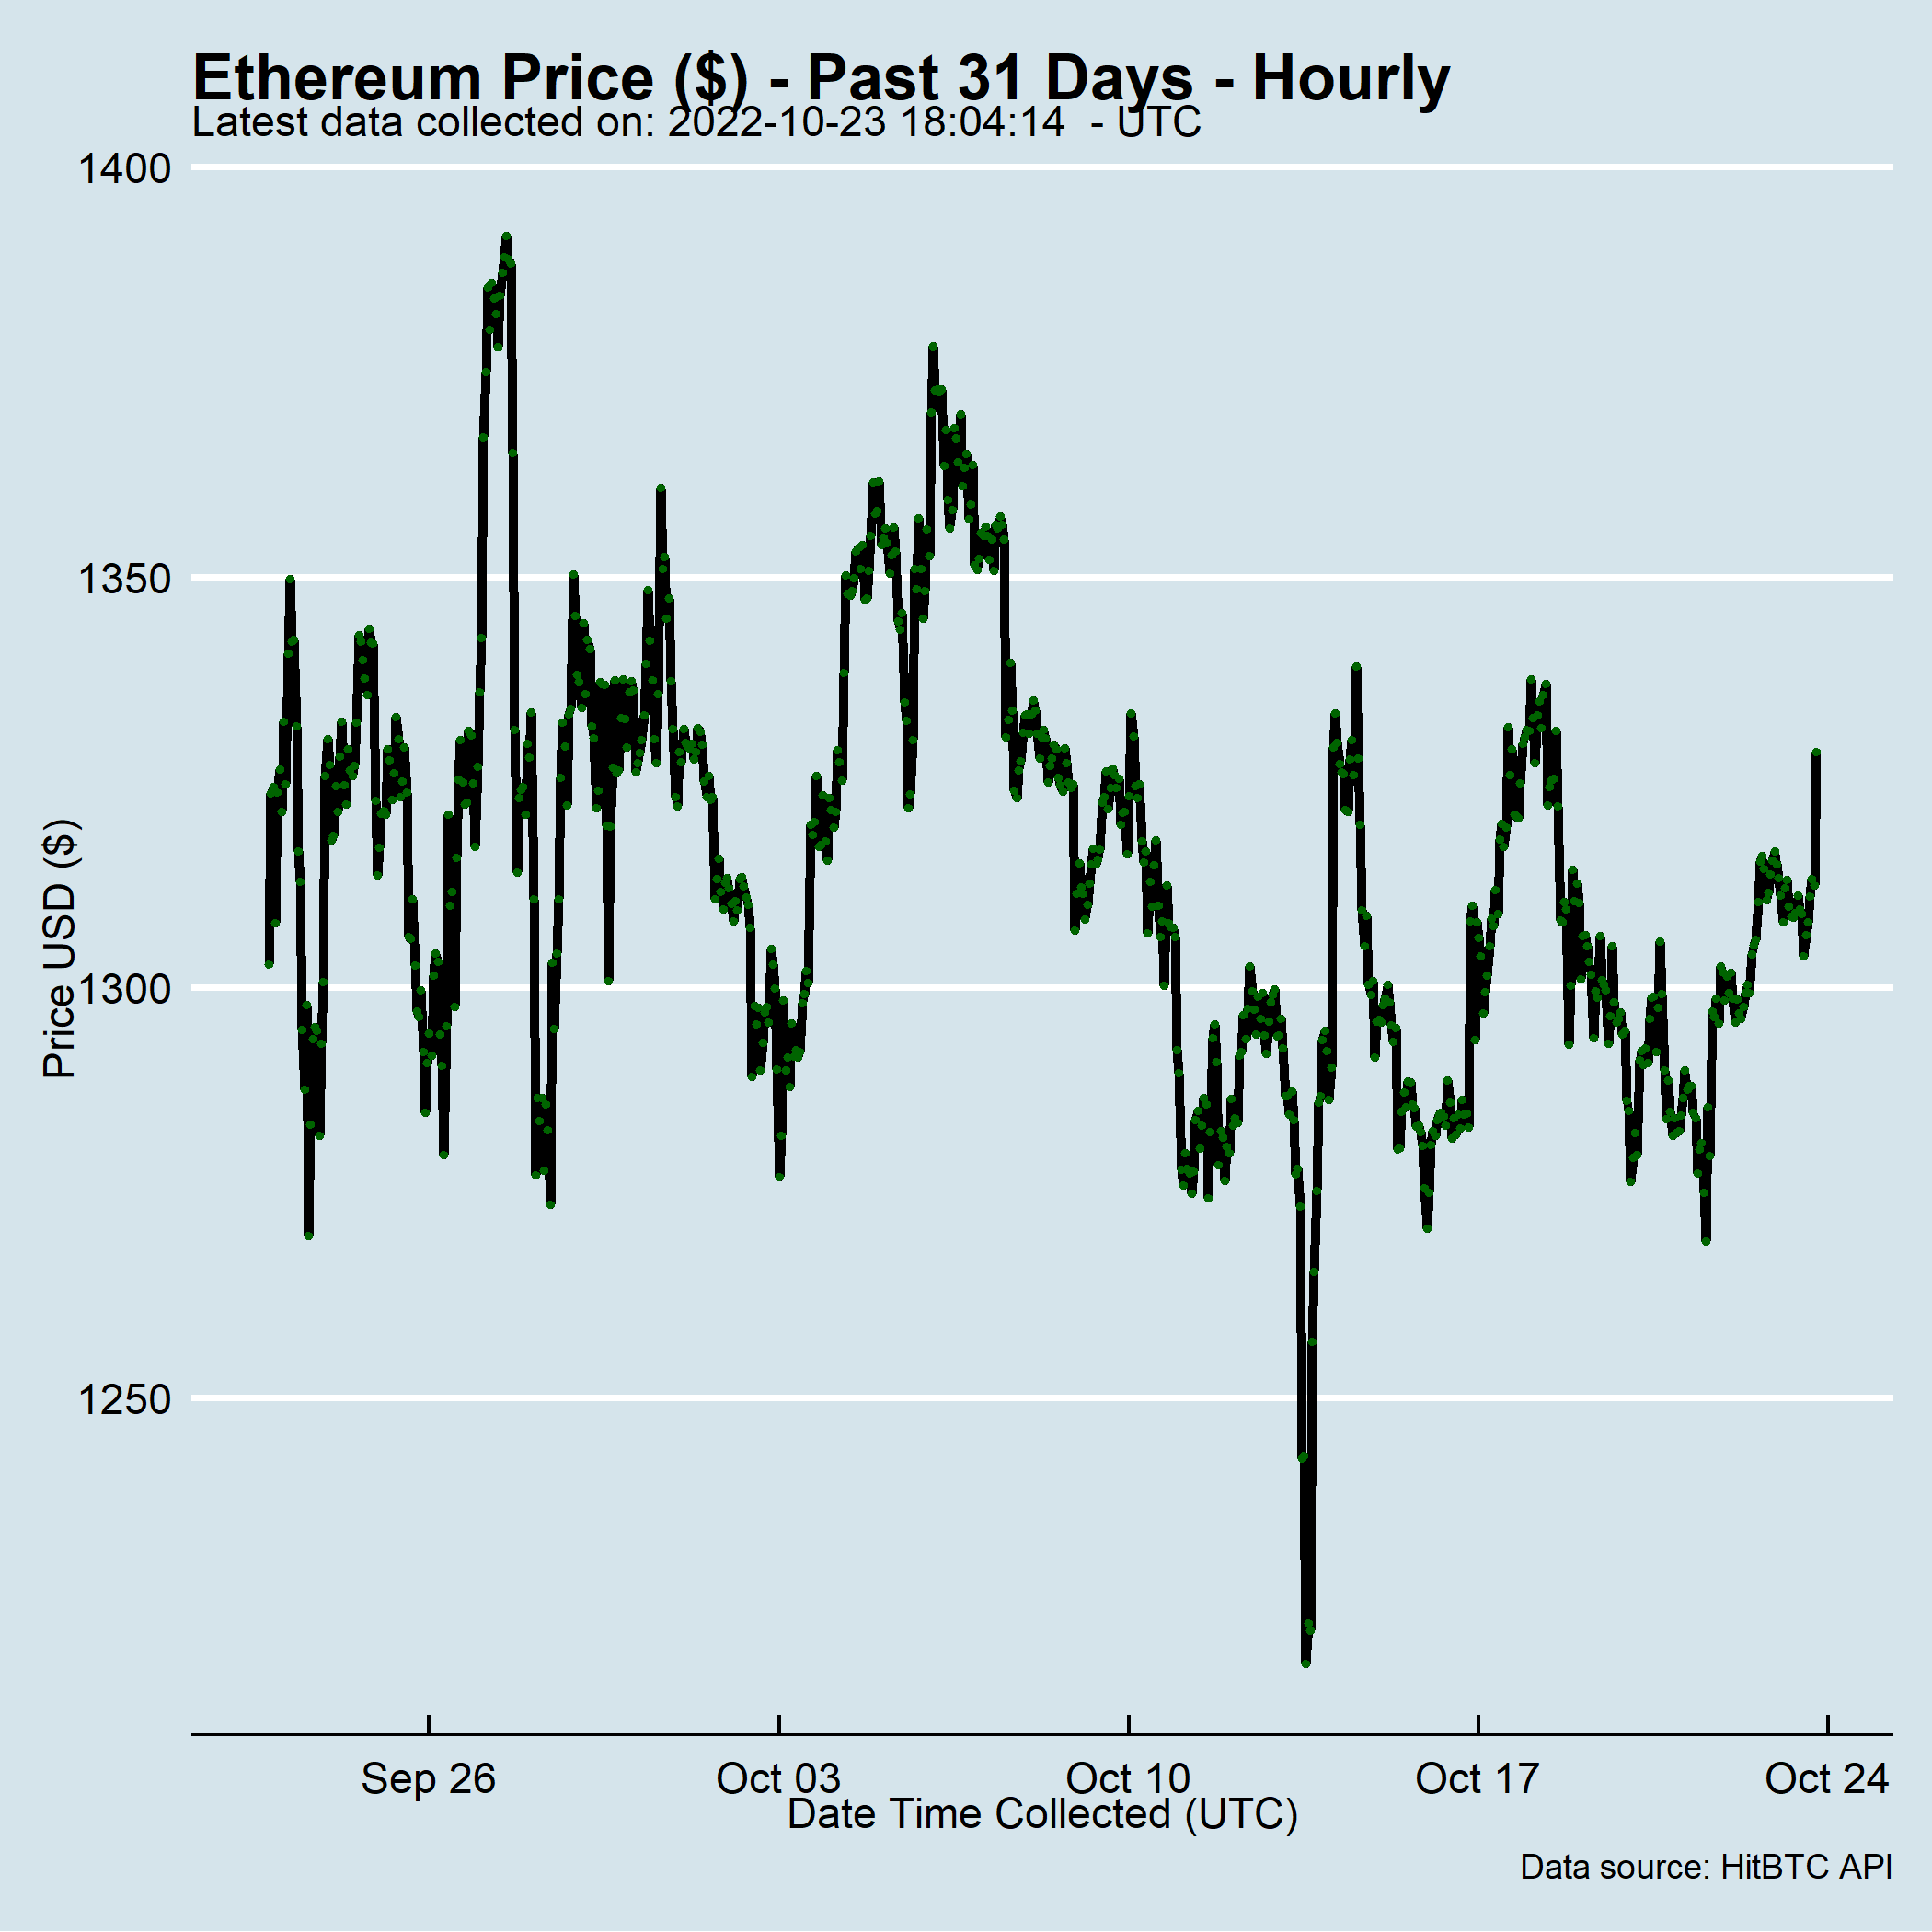 Ethereum Price ($) - Past 31 Days - Hourly
Latest data collected on: 2022-10-23 18:04:14  - UTC
1400
1350
1300
1250
Price USD ($)
Sep 26
Oct 03
Oct 10
Oct 17
Oct 24
Date Time Collected (UTC)
Data source: HitBTC API